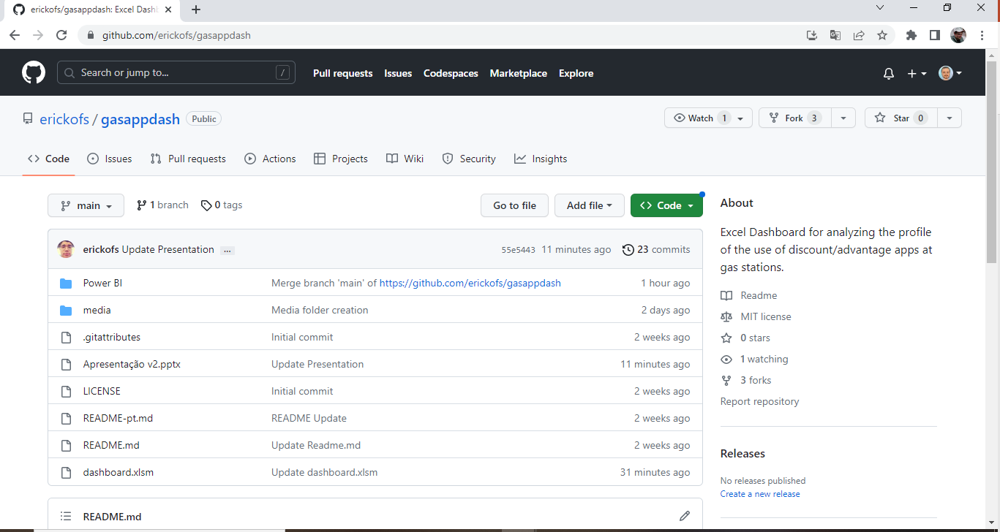 erickofs/gasappdash: Excel Dash
github.com/erickofs/gasappdash
Search or jump to... /
Pull requests Issues Codespaces Marketplace Explore
erickofs / gasappdash Public
Watch 1 Fork 3 Star 0
Code Issues Pull requests Actions Projects Wiki Security Insights
main 1 branch 0 tags Go to file Add file Code
erickofs Update Presentation ... 55e5443 11 minutes ago 23 commits
Power BI Merge branch 'main' of https://github.com/erickofs/gasappdash 1 hour ago
media Media folder creation 2 days ago
.gitattributes Initial commit 2 weeks ago
Apresentação v2.pptx Update Presentation 11 minutes ago
LICENSE Initial commit 2 weeks ago
README-pt.md README Update 2 weeks ago
README.md Update Readme.md 2 weeks ago
dashboard.xlsm Update dashboard.xlsm 31 minutes ago
README.md
About
Excel Dashboard for analyzing the profile
of the use of discount/advantage apps at
gas stations.
Readme
MIT license
0 stars
1 watching
3 forks
Report repository
Releases
No releases published
Create a new release